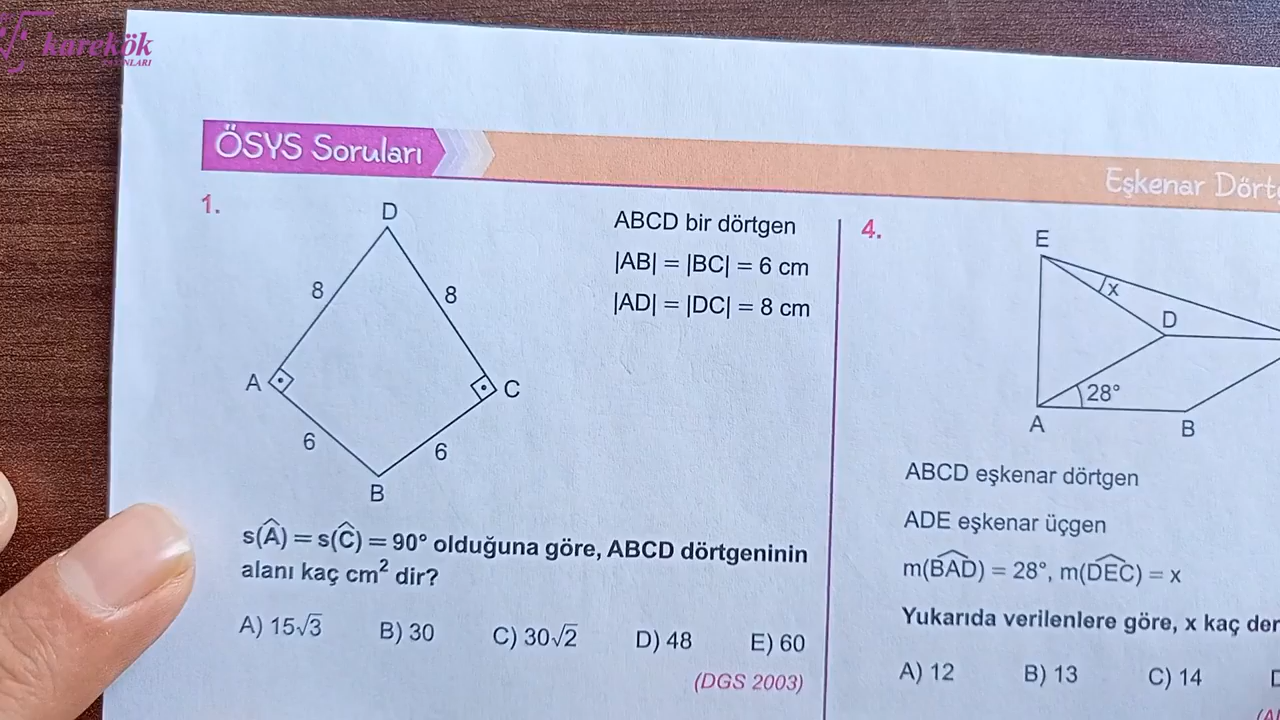 karekök
YAYINLARI
ÖSYS Soruları
Eşkenar
1.
D
8
8
A
C
6
6
B
ABCD bir dörtgen
|AB| = |BC| = 6 cm
|AD| = |DC| = 8 cm
s(Â) = s(Ĉ) = 90° olduğuna göre, ABCD dörtgeninin
alanı kaç cm² dir?
A) 15√3 B) 30 C) 30√2 D) 48 E) 60
(DGS 2003)
4.
E
x
D
28°
A
B
ABCD eşkenar dörtgen
ADE eşkenar üçgen
m(BAD) = 28°, m(DEC) = x
Yukarıda verilenlere göre, x kaç
A) 12 B) 13 C) 14